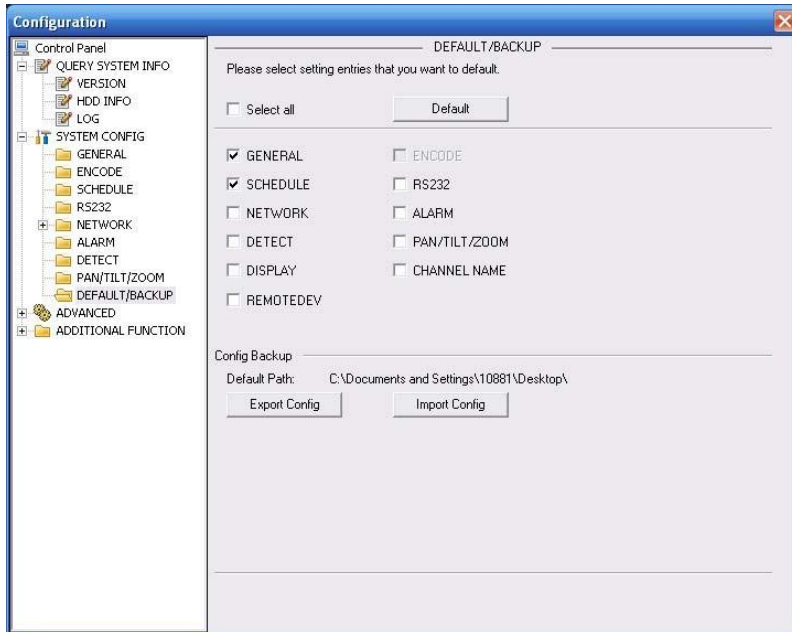 Configuration
Control Panel
QUERY SYSTEM INFO
VERSION
HDD INFO
LOG
SYSTEM CONFIG
GENERAL
ENCODE
SCHEDULE
RS232
NETWORK
ALARM
DETECT
PAN/TILT/ZOOM
DEFAULT/BACKUP
ADVANCED
ADDITIONAL FUNCTION
DEFAULT/BACKUP
Please select setting entries that you want to default.
Select all
Default
GENERAL
ENCODE
SCHEDULE
RS232
NETWORK
ALARM
DETECT
PAN/TILT/ZOOM
DISPLAY
CHANNEL NAME
REMOTEDEV
Config Backup
Default Path: C:\Documents and Settings\10881\Desktop\
Export Config
Import Config